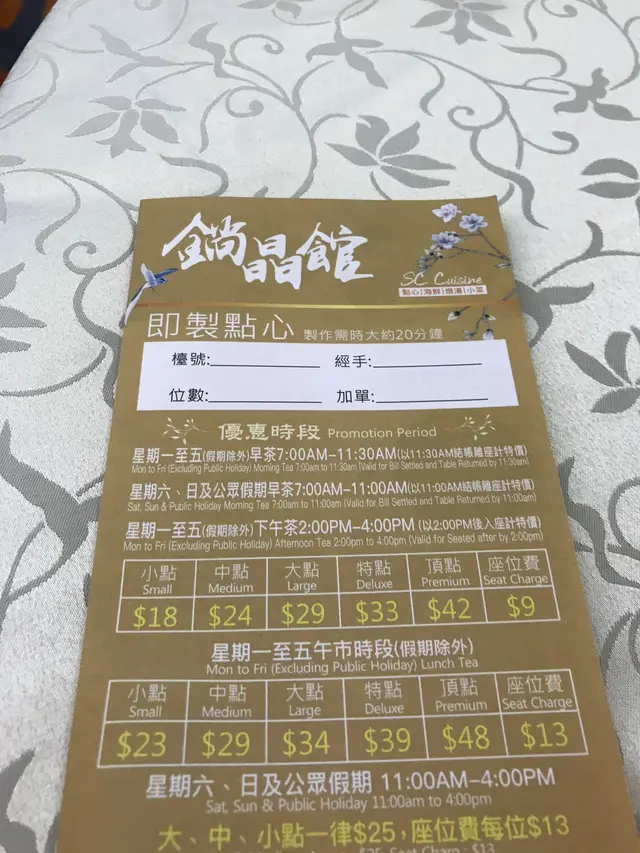 鍋晶館
SC Cuisine
點心|海鮮|燉湯|小菜
即製點心 製作需時大約20分鐘
檯號: 經手:
位數: 加單:
優惠時段 Promotion Period
星期一至五(假期除外)早茶7:00AM-11:30AM(以11:30AM結帳離座計特價)
Mon to Fri (Excluding Public Holiday) Morning Tea 7:00am to 11:30am (Valid for Bill Settled and Table Returned by 11:30am)
星期六、日及公眾假期早茶7:00AM-11:00AM(以11:00AM結帳離座計特價)
Sat, Sun & Public Holiday Morning Tea 7:00am to 11:00am (Valid for Bill Settled and Table Returned by 11:00am)
星期一至五(假期除外)下午茶2:00PM-4:00PM (以2:00PM後入座計特價)
Mon to Fri (Excluding Public Holiday) Afternoon Tea 2:00pm to 4:00pm (Valid for Seated after by 2:00pm)
小點 中點 大點 特點 頂點 座位費
Small Medium Large Deluxe Premium Seat Charge
$18 $24 $29 $33 $42 $9
星期一至五午市時段(假期除外)
Mon to Fri (Excluding Public Holiday) Lunch Tea
小點 中點 大點 特點 頂點 座位費
Small Medium Large Deluxe Premium Seat Charge
$23 $29 $34 $39 $48 $13
星期六、日及公眾假期 11:00AM-4:00PM
Sat, Sun & Public Holiday 11:00am to 4:00pm
大、中、小點一律$25,座位費每位$13
$25, Seat Charge : $13